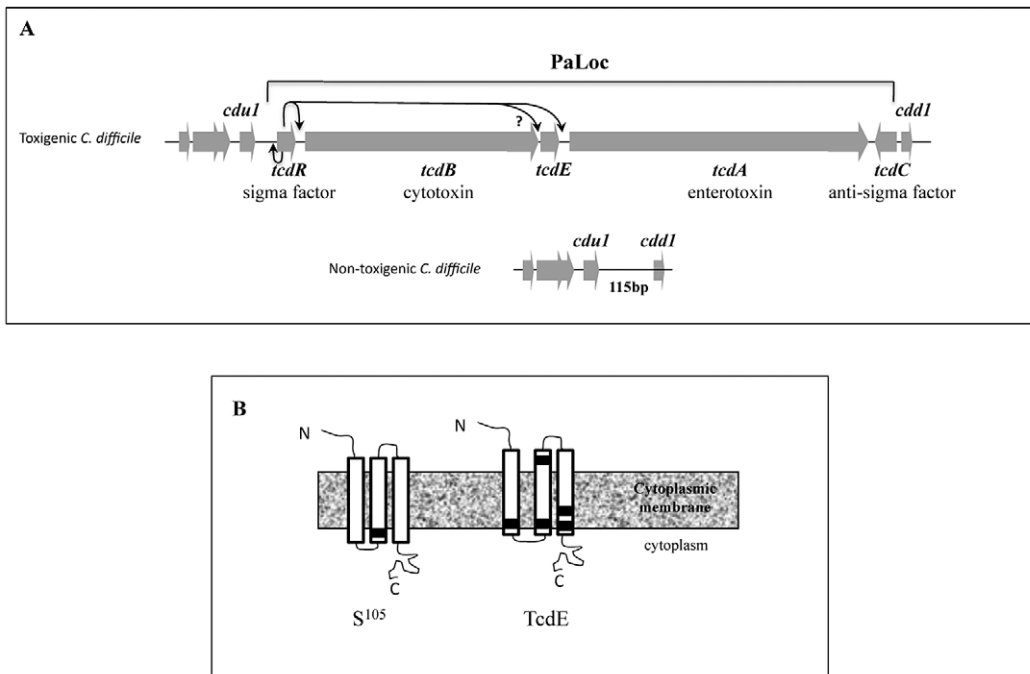 A
PaLoc
cdu1
cdd1
?
Toxigenic C. difficile
tcdR
tcdB
tcdE
tcdA
tcdC
sigma factor
cytotoxin
enterotoxin
anti-sigma factor
cdu1
cdd1
Non-toxigenic C. difficile
115bp
B
N
N
Cytoplasmic
membrane
cytoplasm
C
C
S¹⁰⁵
TcdE